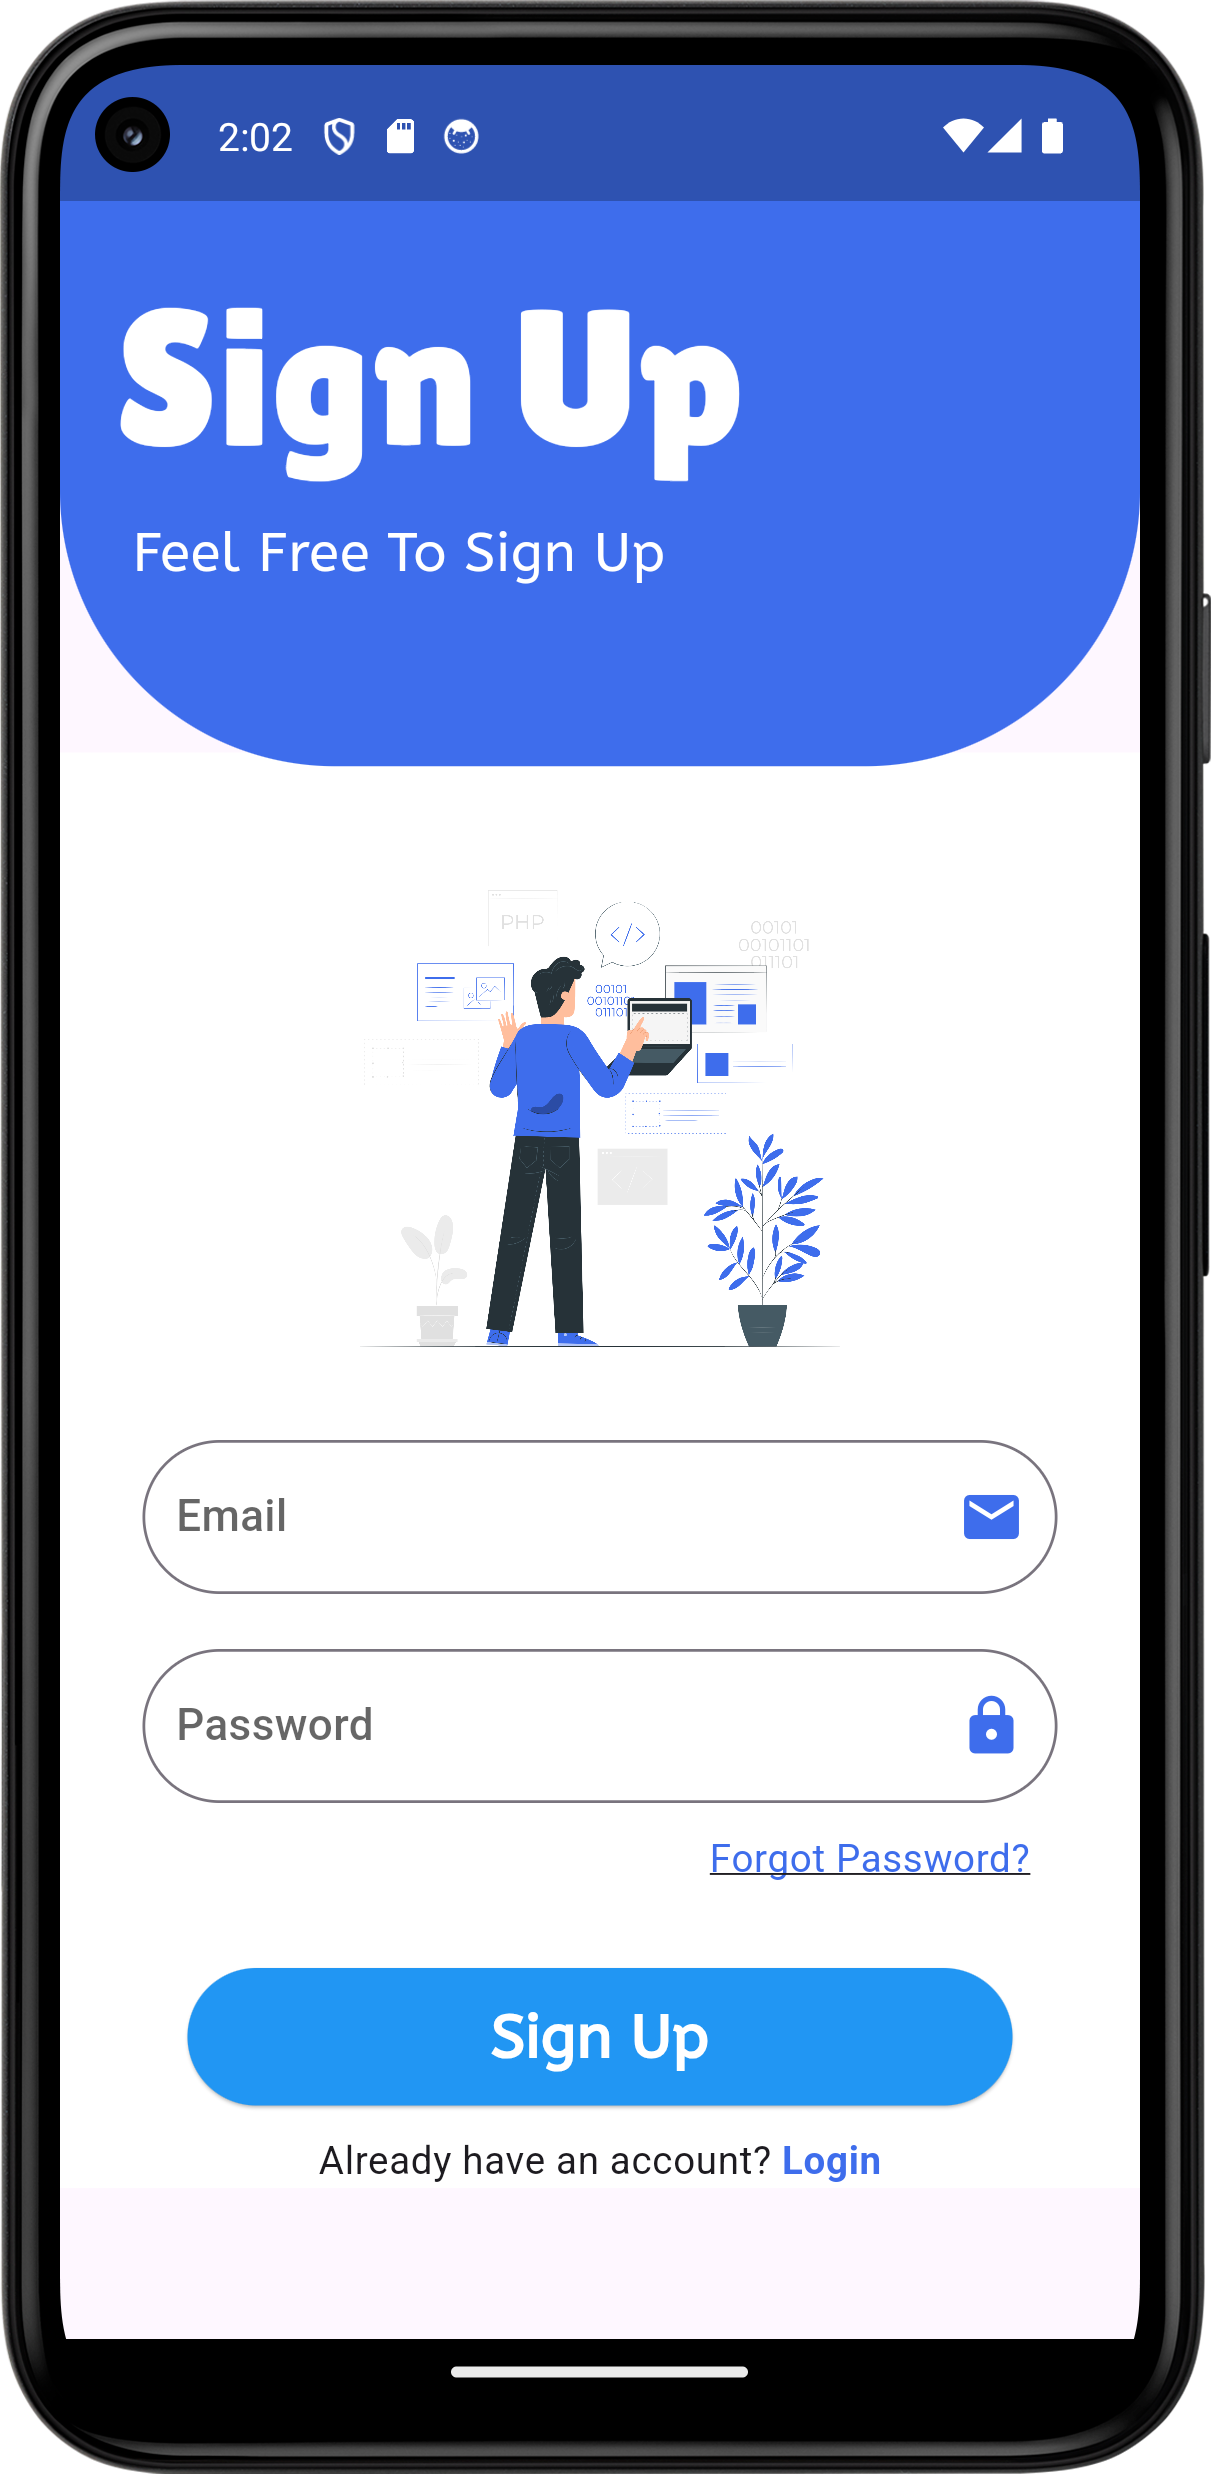 2:02
Sign Up
Feel Free To Sign Up
PHP
</>
00101
00101101
011101
00101
0010110
011101
Email
Password
Forgot Password?
Sign Up
Already have an account? Login